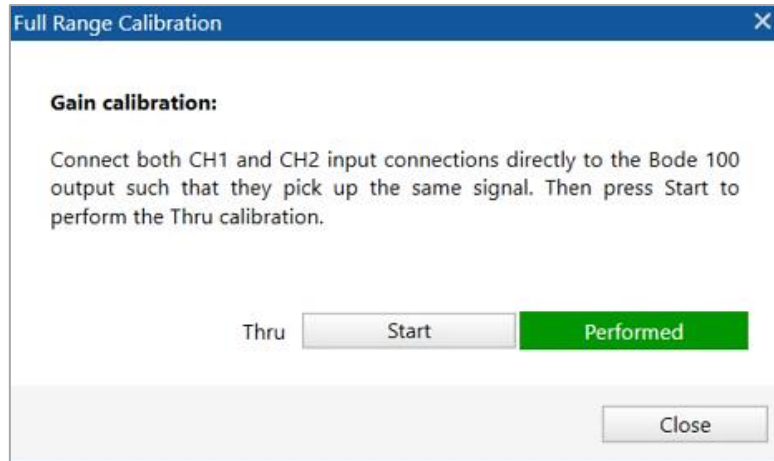 Full Range Calibration
Gain calibration:
Connect both CH1 and CH2 input connections directly to the Bode 100
output such that they pick up the same signal. Then press Start to
perform the Thru calibration.
Thru Start Performed
Close